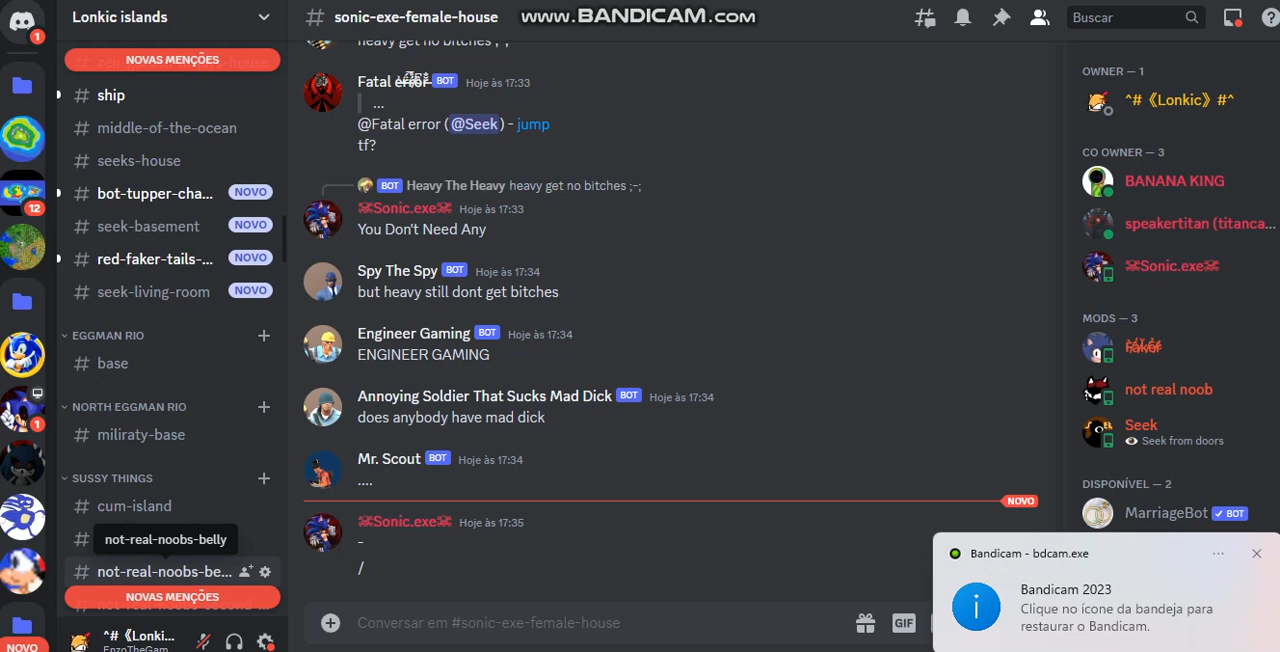 Lonkic islands
NOVAS MENÇÕES
# ship
# middle-of-the-ocean
# seeks-house
# bot-tupper-cha... NOVO
# seek-basement NOVO
# red-faker-tails-... NOVO
# seek-living-room NOVO
EGGMAN RIO +
# base
NORTH EGGMAN RIO +
# miliraty-base
SUSSY THINGS +
# cum-island
#
not-real-noobs-belly
# not-real-noobs-be...
NOVAS MENÇÕES
^# 《Lonki...
EnzoTheGam
1
12
1
NOVO
# sonic-exe-female-house
www.BANDICAM.com
Buscar
heavy get no bitches ;-;
Fatal error BOT Hoje às 17:33
...
@Fatal error ( @Seek ) - jump
tf?
BOT Heavy The Heavy heavy get no bitches ;-;
☠Sonic.exe☠ Hoje às 17:33
You Don't Need Any
Spy The Spy BOT Hoje às 17:34
but heavy still dont get bitches
Engineer Gaming BOT Hoje às 17:34
ENGINEER GAMING
Annoying Soldier That Sucks Mad Dick BOT Hoje às 17:34
does anybody have mad dick
Mr. Scout BOT Hoje às 17:34
....
NOVO
☠Sonic.exe☠ Hoje às 17:35
-
/
Conversar em #sonic-exe-female-house
GIF
OWNER — 1
^#《Lonkic》#^
CO OWNER — 3
BANANA KING
speakertitan (titanca...
☠Sonic.exe☠
MODS — 3
Faker
not real noob
Seek
Seek from doors
DISPONÍVEL — 2
MarriageBot ✓ BOT
Bandicam - bdcam.exe
Bandicam 2023
Clique no ícone da bandeja para
restaurar o Bandicam.